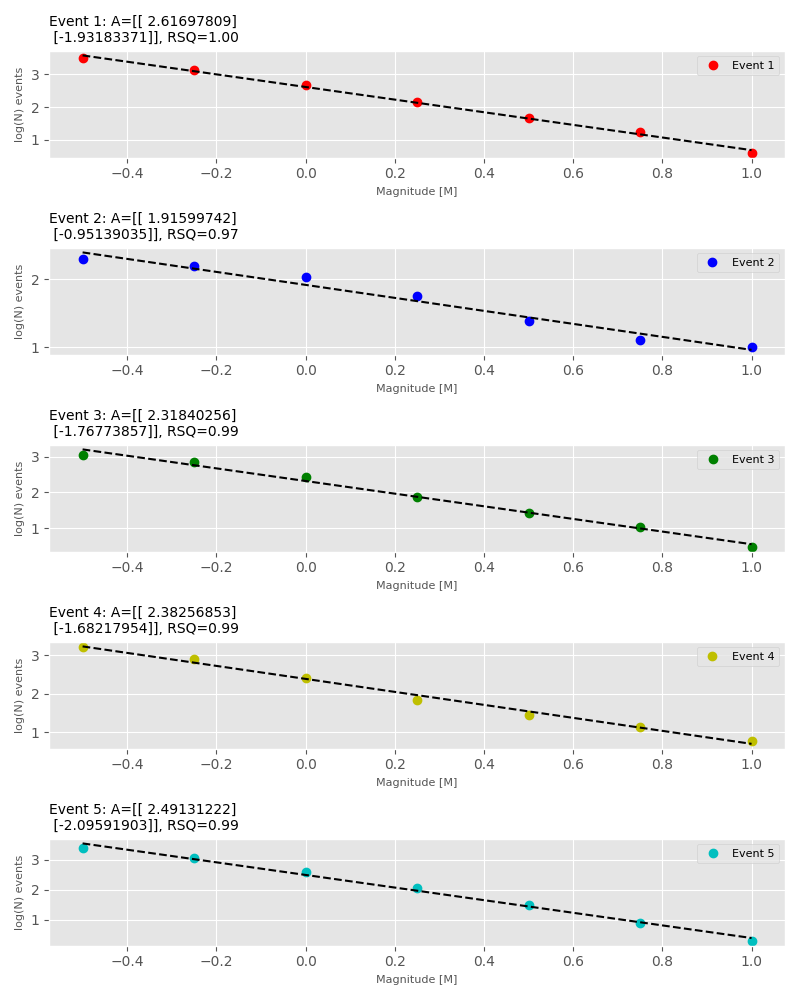 Event 1: A=[[ 2.61697809]
[-1.93183371]], RSQ=1.00
Event 1
3
2
1
log(N) events
−0.4 −0.2 0.0 0.2 0.4 0.6 0.8 1.0
Magnitude [M]
Event 2: A=[[ 1.91599742]
[-0.95139035]], RSQ=0.97
Event 2
2
1
log(N) events
−0.4 −0.2 0.0 0.2 0.4 0.6 0.8 1.0
Magnitude [M]
Event 3: A=[[ 2.31840256]
[-1.76773857]], RSQ=0.99
Event 3
3
2
1
log(N) events
−0.4 −0.2 0.0 0.2 0.4 0.6 0.8 1.0
Magnitude [M]
Event 4: A=[[ 2.38256853]
[-1.68217954]], RSQ=0.99
Event 4
3
2
1
log(N) events
−0.4 −0.2 0.0 0.2 0.4 0.6 0.8 1.0
Magnitude [M]
Event 5: A=[[ 2.49131222]
[-2.09591903]], RSQ=0.99
Event 5
3
2
1
log(N) events
−0.4 −0.2 0.0 0.2 0.4 0.6 0.8 1.0
Magnitude [M]